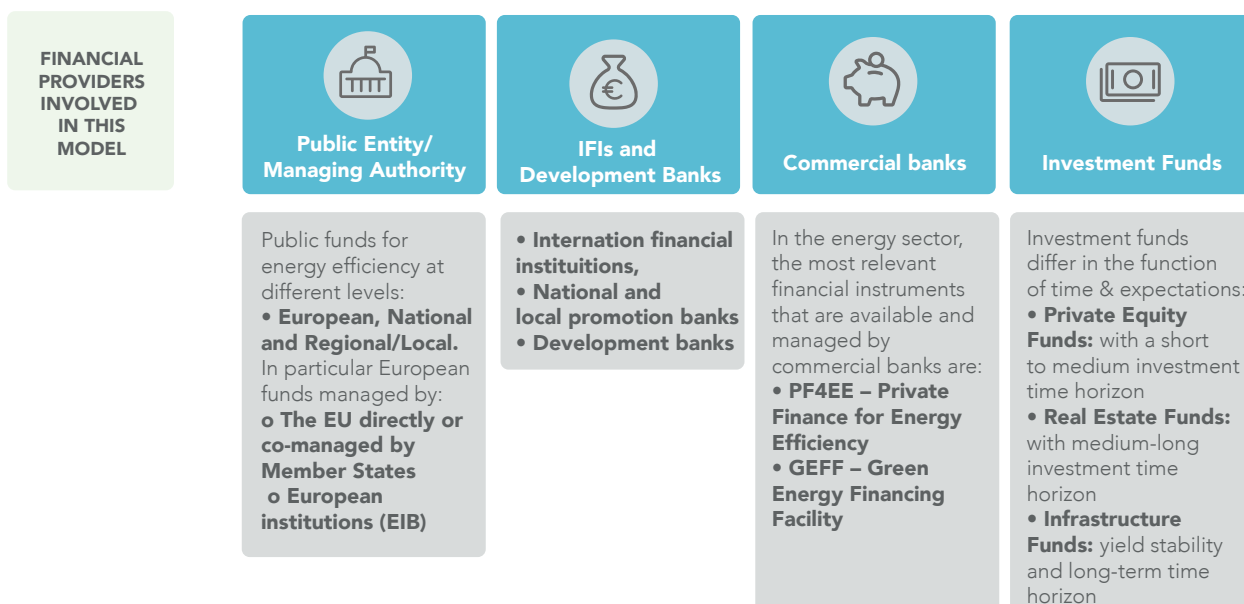 FINANCIAL
PROVIDERS
INVOLVED
IN THIS
MODEL
Public Entity/
Managing Authority
Public funds for
energy efficiency at
different levels:
• European, National
and Regional/Local.
In particular European
funds managed by:
o The EU directly or
co-managed by
Member States
o European
institutions (EIB)
€
IFIs and
Development Banks
• Internation financial
instituitions,
• National and
local promotion banks
• Development banks
Commercial banks
In the energy sector,
the most relevant
financial instruments
that are available and
managed by
commercial banks are:
• PF4EE – Private
Finance for Energy
Efficiency
• GEFF – Green
Energy Financing
Facility
Investment Funds
Investment funds
differ in the function
of time & expectations:
• Private Equity
Funds: with a short
to medium investment
time horizon
• Real Estate Funds:
with medium-long
investment time
horizon
• Infrastructure
Funds: yield stability
and long-term time
horizon